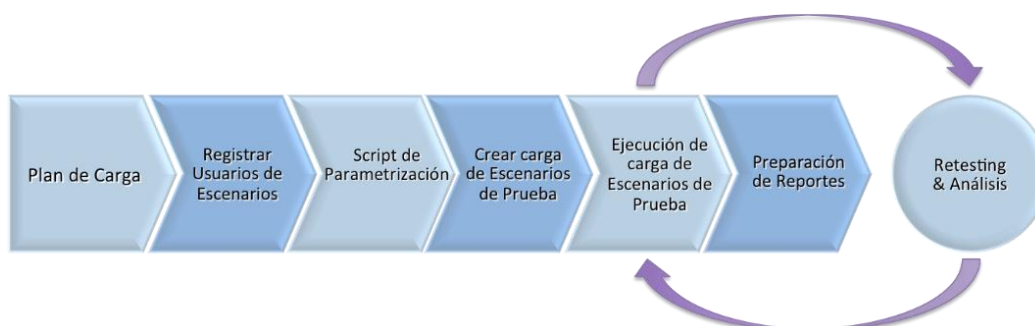 Plan de Carga
Registrar
Usuarios de
Escenarios
Script de
Parametrización
Crear carga
de Escenarios
de Prueba
Ejecución de
carga de
Escenarios de
Prueba
Preparación
de Reportes
Retesting
& Análisis